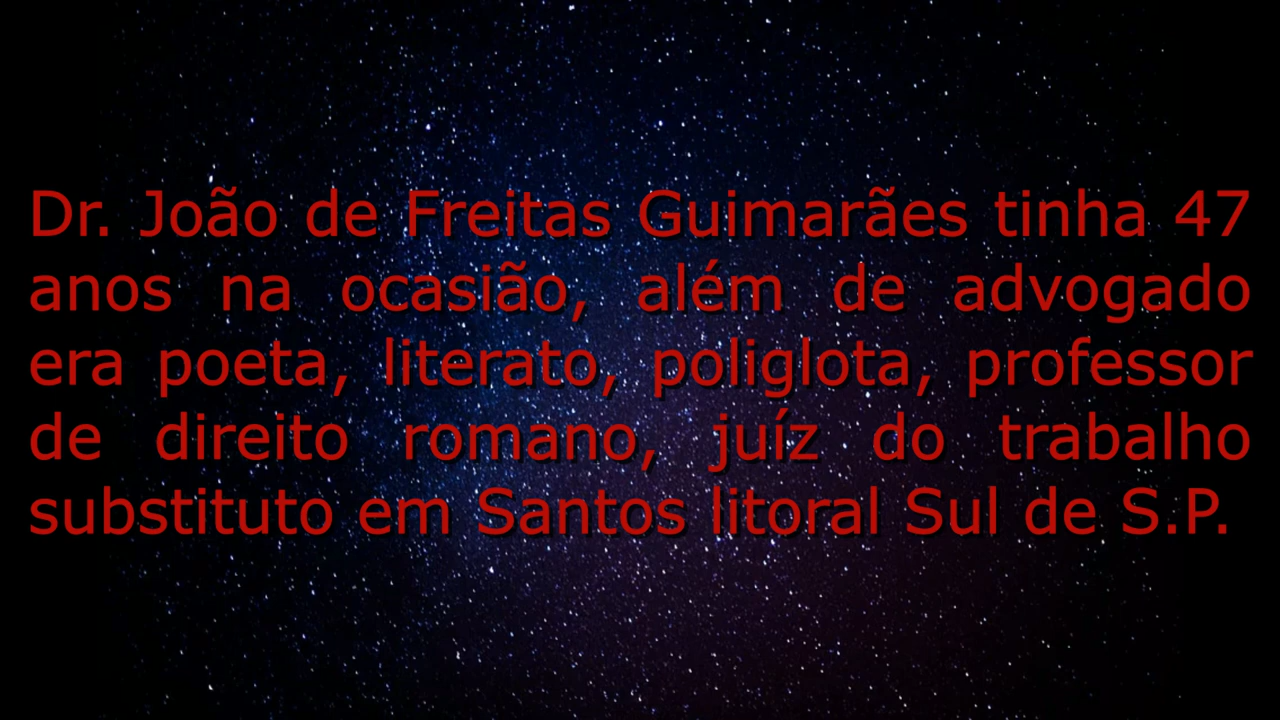 Dr. João de Freitas Guimarães tinha 47
anos na ocasião, além de advogado
era poeta, literato, poliglota, professor
de direito romano, juíz do trabalho
substituto em Santos litoral Sul de S.P.